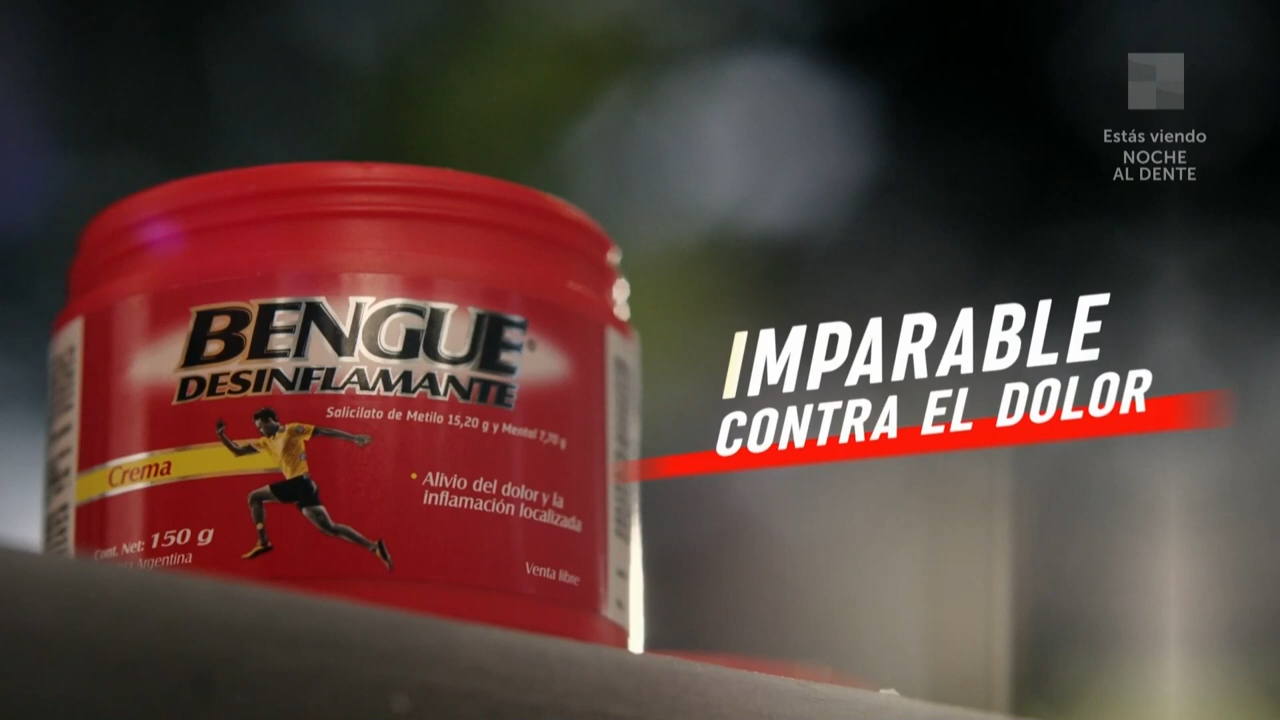 Estás viendo
NOCHE
AL DENTE
BENGUE
DESINFLAMANTE
Salicilato de Metilo 15,20 g y Mentol 7,70 g
Crema
• Alivio del dolor y la
inflamación localizada
Cont. Net: 150 g
Argentina
Venta libre
IMPARABLE
CONTRA EL DOLOR